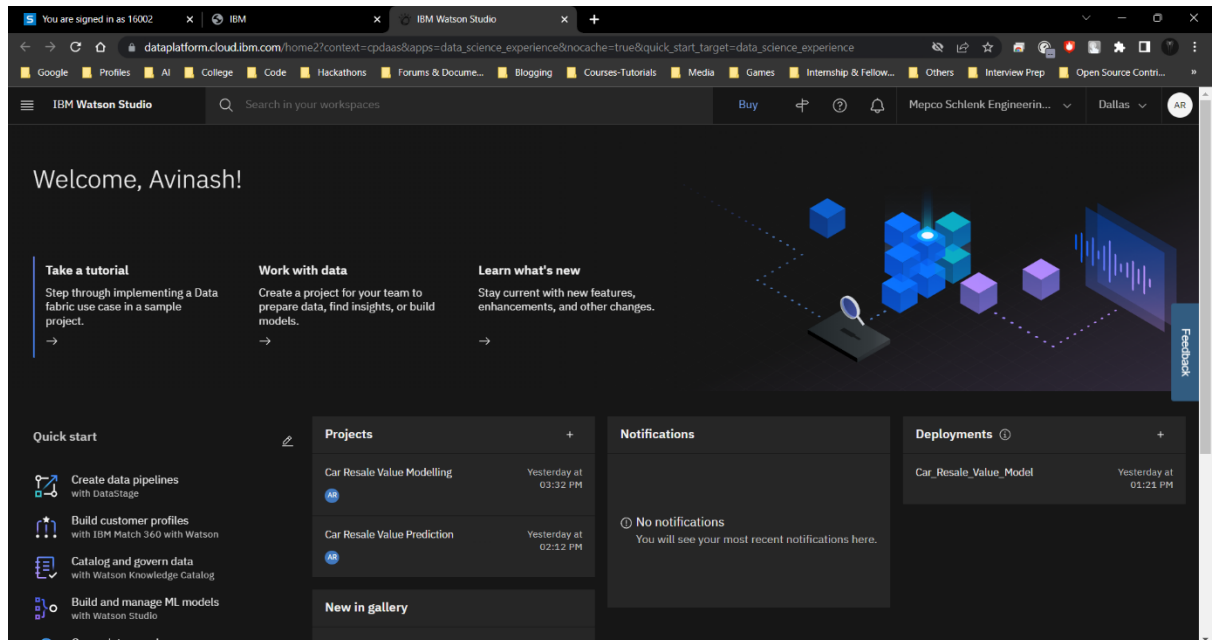 S You are signed in as 16002
IBM
IBM Watson Studio
dataplatform.cloud.ibm.com/home2?context=cpdaas&apps=data_science_experience&nocache=true&quick_start_target=data_science_experience
Google
Profiles
AI
College
Code
Hackathons
Forums & Docume...
Blogging
Courses-Tutorials
Media
Games
Internship & Fellow...
Others
Interview Prep
Open Source Contri...
»
IBM Watson Studio
Search in your workspaces
Buy
Mepco Schlenk Engineerin...
Dallas
AR
Welcome, Avinash!
Take a tutorial
Step through implementing a Data
fabric use case in a sample
project.
Work with data
Create a project for your team to
prepare data, find insights, or build
models.
Learn what's new
Stay current with new features,
enhancements, and other changes.
Feedback
Quick start
Create data pipelines
with DataStage
Build customer profiles
with IBM Match 360 with Watson
Catalog and govern data
with Watson Knowledge Catalog
Build and manage ML models
with Watson Studio
Projects
Car Resale Value Modelling
Yesterday at
03:32 PM
AR
Car Resale Value Prediction
Yesterday at
02:12 PM
AR
New in gallery
Notifications
No notifications
You will see your most recent notifications here.
Deployments
Car_Resale_Value_Model
Yesterday at
01:21 PM